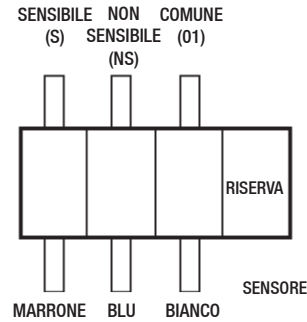 SENSIBILE
(S)
NON
SENSIBILE
(NS)
COMUNE
(01)
RISERVA
SENSORE
MARRONE
BLU
BIANCO